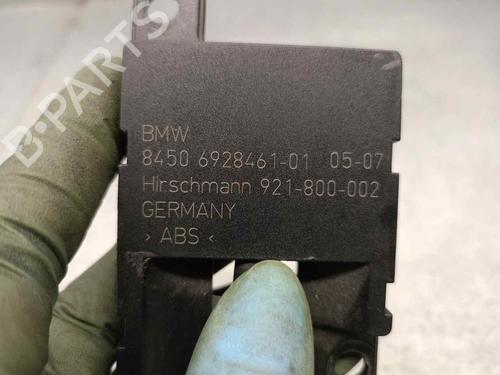 B-PARTS
BMW
8450 6928461-01 05-07
Hirschmann 921-800-002
GERMANY
› ABS ‹